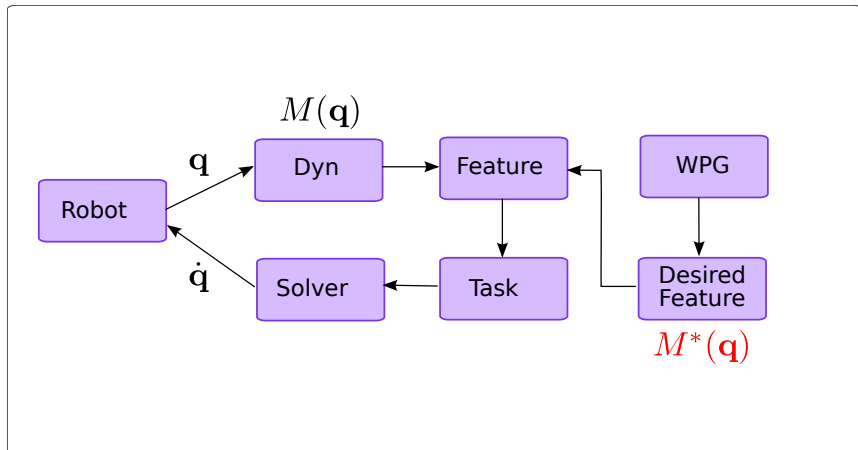 M(q)
q
Dyn
Feature
WPG
Robot
q̇
Solver
Task
Desired
Feature
M*(q)